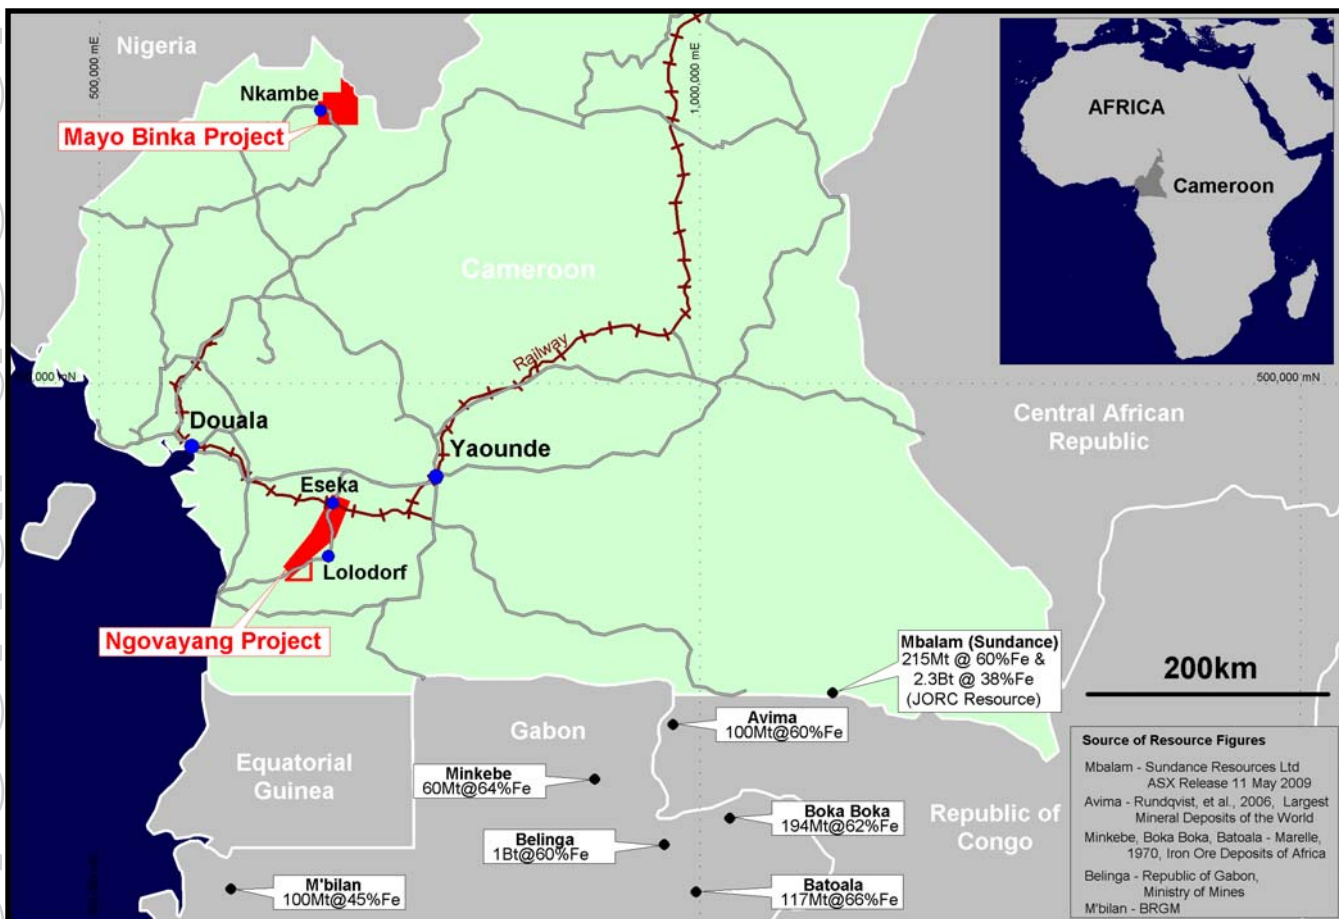 Nigeria
500,000 mE
1,000,000 mE
Nkambe
Mayo Binka Project
AFRICA
Cameroon
Cameroon
Railway
,000 mN
500,000 mN
Douala
Yaounde
Central African
Republic
Eseka
Lolodorf
Ngovayang Project
Mbalam (Sundance)
215Mt @ 60%Fe &
2.3Bt @ 38%Fe
(JORC Resource)
200km
Avima
100Mt@60%Fe
Gabon
Equatorial
Guinea
Minkebe
60Mt@64%Fe
Boka Boka
194Mt@62%Fe
Republic of
Congo
Belinga
1Bt@60%Fe
M'bilan
100Mt@45%Fe
Batoala
117Mt@66%Fe
Source of Resource Figures
Mbalam - Sundance Resources Ltd
ASX Release 11 May 2009
Avima - Rundqvist, et al., 2006, Largest
Mineral Deposits of the World
Minkebe, Boka Boka, Batoala - Marelle,
1970, Iron Ore Deposits of Africa
Belinga - Republic of Gabon,
Ministry of Mines
M'bilan - BRGM